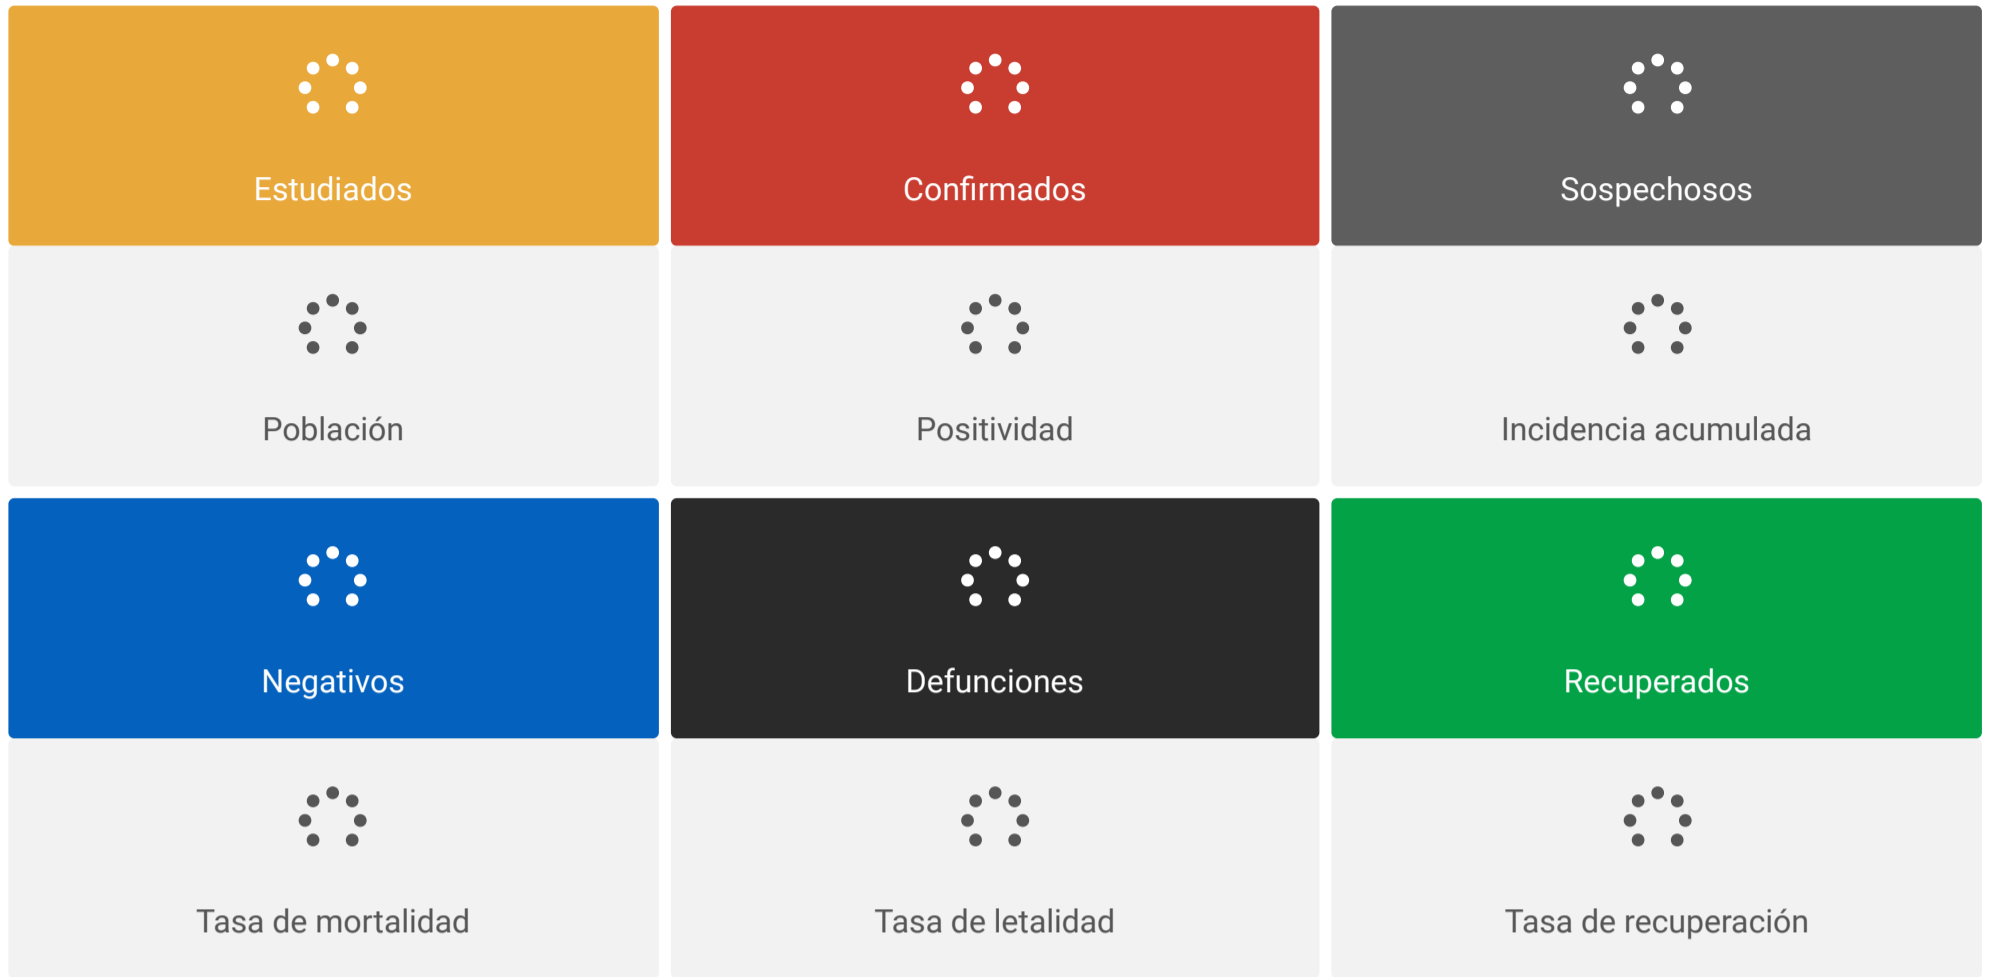 Estudiados
Confirmados
Sospechosos
Población
Positividad
Incidencia acumulada
Negativos
Defunciones
Recuperados
Tasa de mortalidad
Tasa de letalidad
Tasa de recuperación